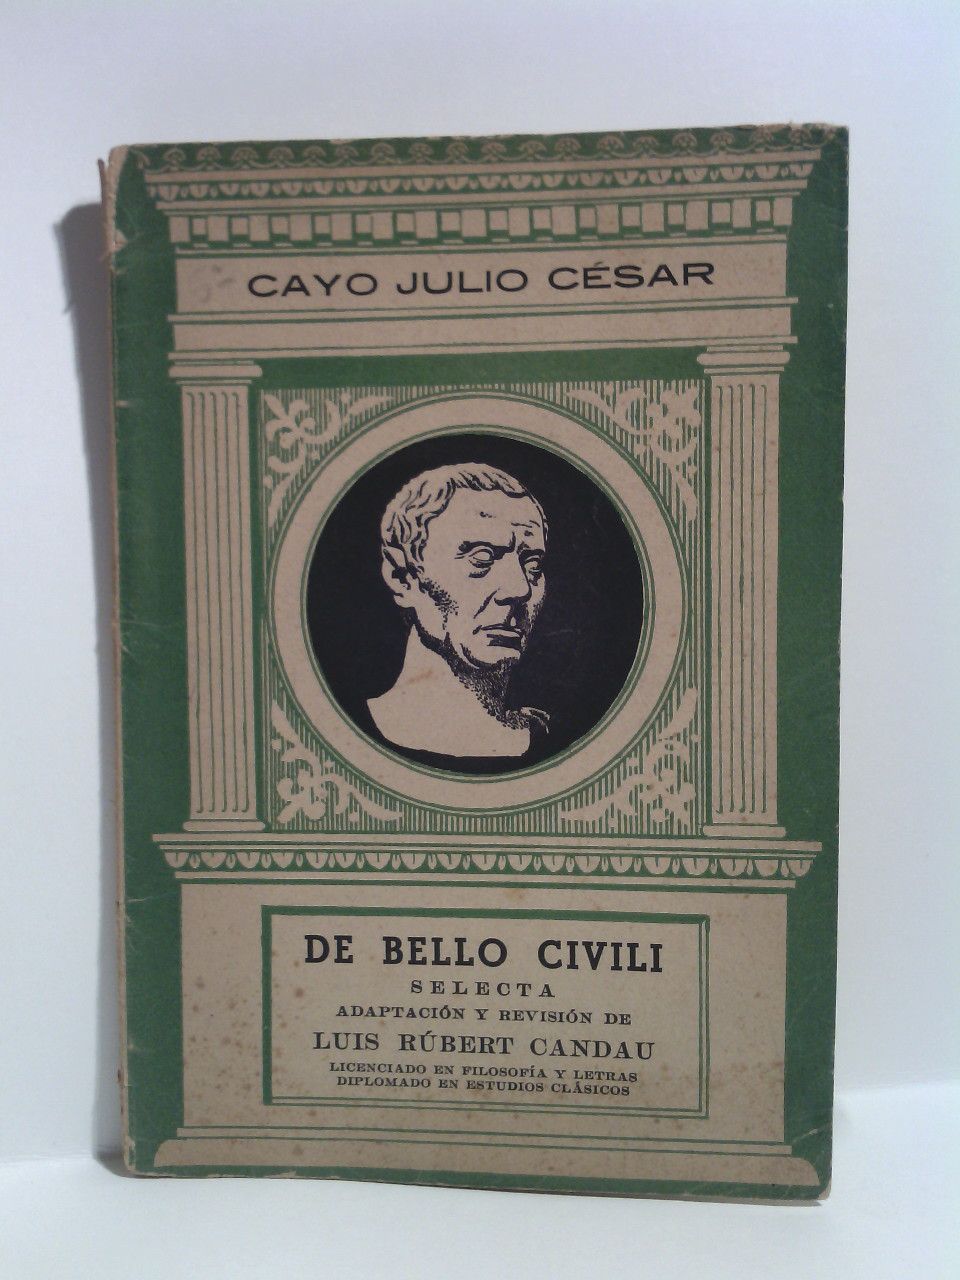 CAYO JULIO CÉSAR
DE BELLO CIVILI
SELECTA
ADAPTACIÓN Y REVISIÓN DE
LUIS RÚBERT CANDAU
LICENCIADO EN FILOSOFÍA Y LETRAS
DIPLOMADO EN ESTUDIOS CLÁSICOS